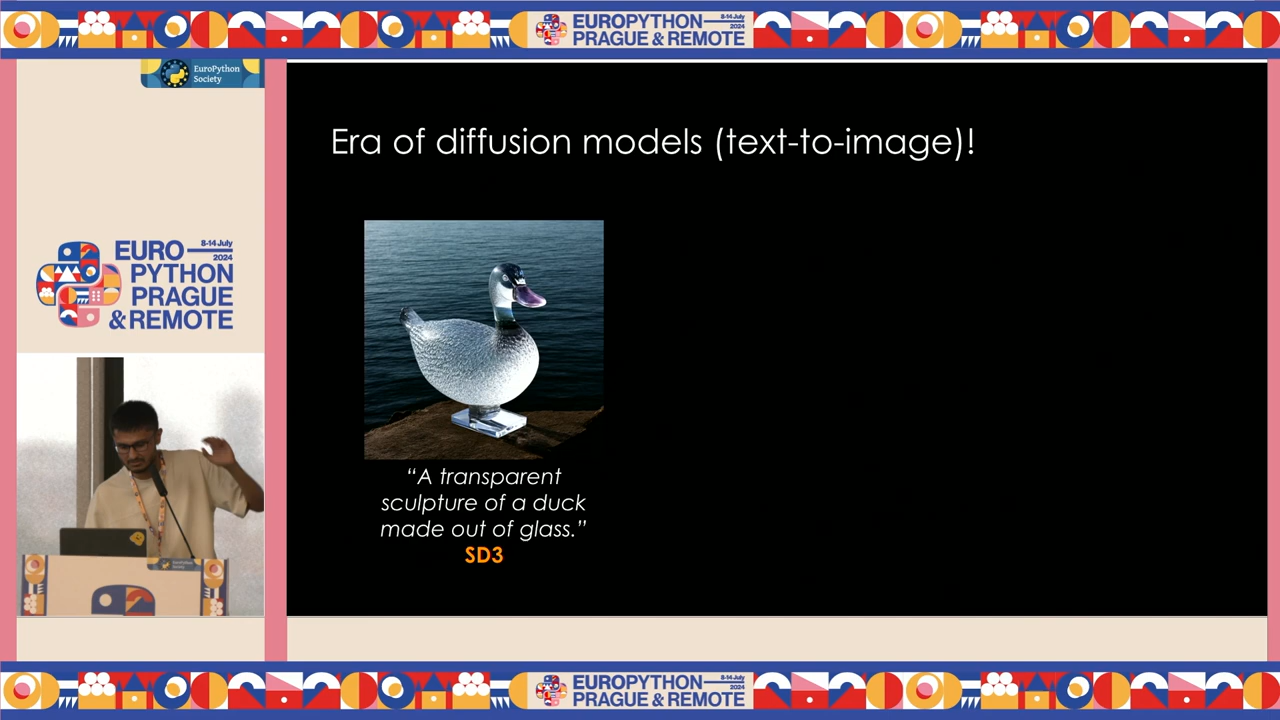 EUROPYTHON
8-14 July
2024
PRAGUE & REMOTE
EuroPython
Society
Era of diffusion models (text-to-image)!
EURO
8-14 July
2024
PYTHON
PRAGUE
& REMOTE
“A transparent
sculpture of a duck
made out of glass.”
SD3
EuroPython
Society
EUROPYTHON
8-14 July
2024
PRAGUE & REMOTE